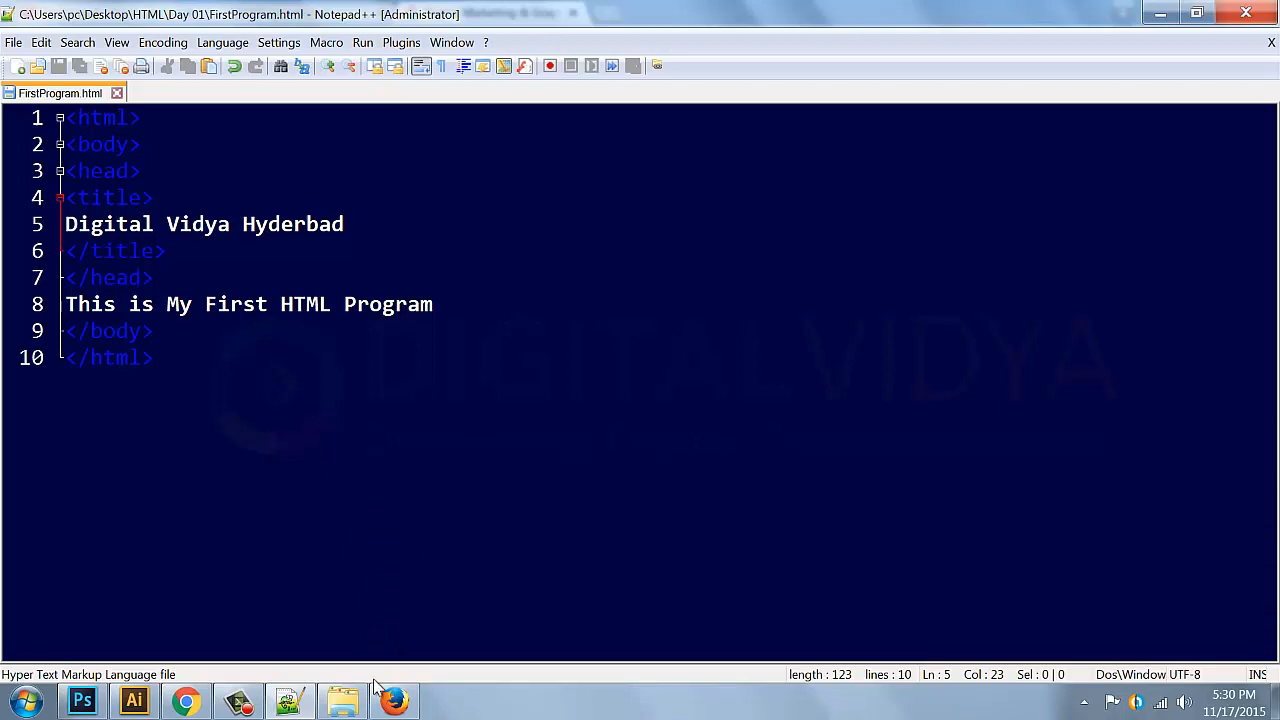 C:\Users\pc\Desktop\HTML\Day 01\FirstProgram.html - Notepad++ [Administrator]
File Edit Search View Encoding Language Settings Macro Run Plugins Window ? X
FirstProgram.html
1 <html>
2 <body>
3 <head>
4 <title>
5 Digital Vidya Hyderbad
6 </title>
7 </head>
8 This is My First HTML Program
9 </body>
10 </html>
DIGITALVIDYA
Hyper Text Markup Language file length : 123 lines : 10 Ln : 5 Col : 23 Sel : 0 | 0 Dos\Window UTF-8 INS
Ps Ai 5:30 PM
11/17/2015